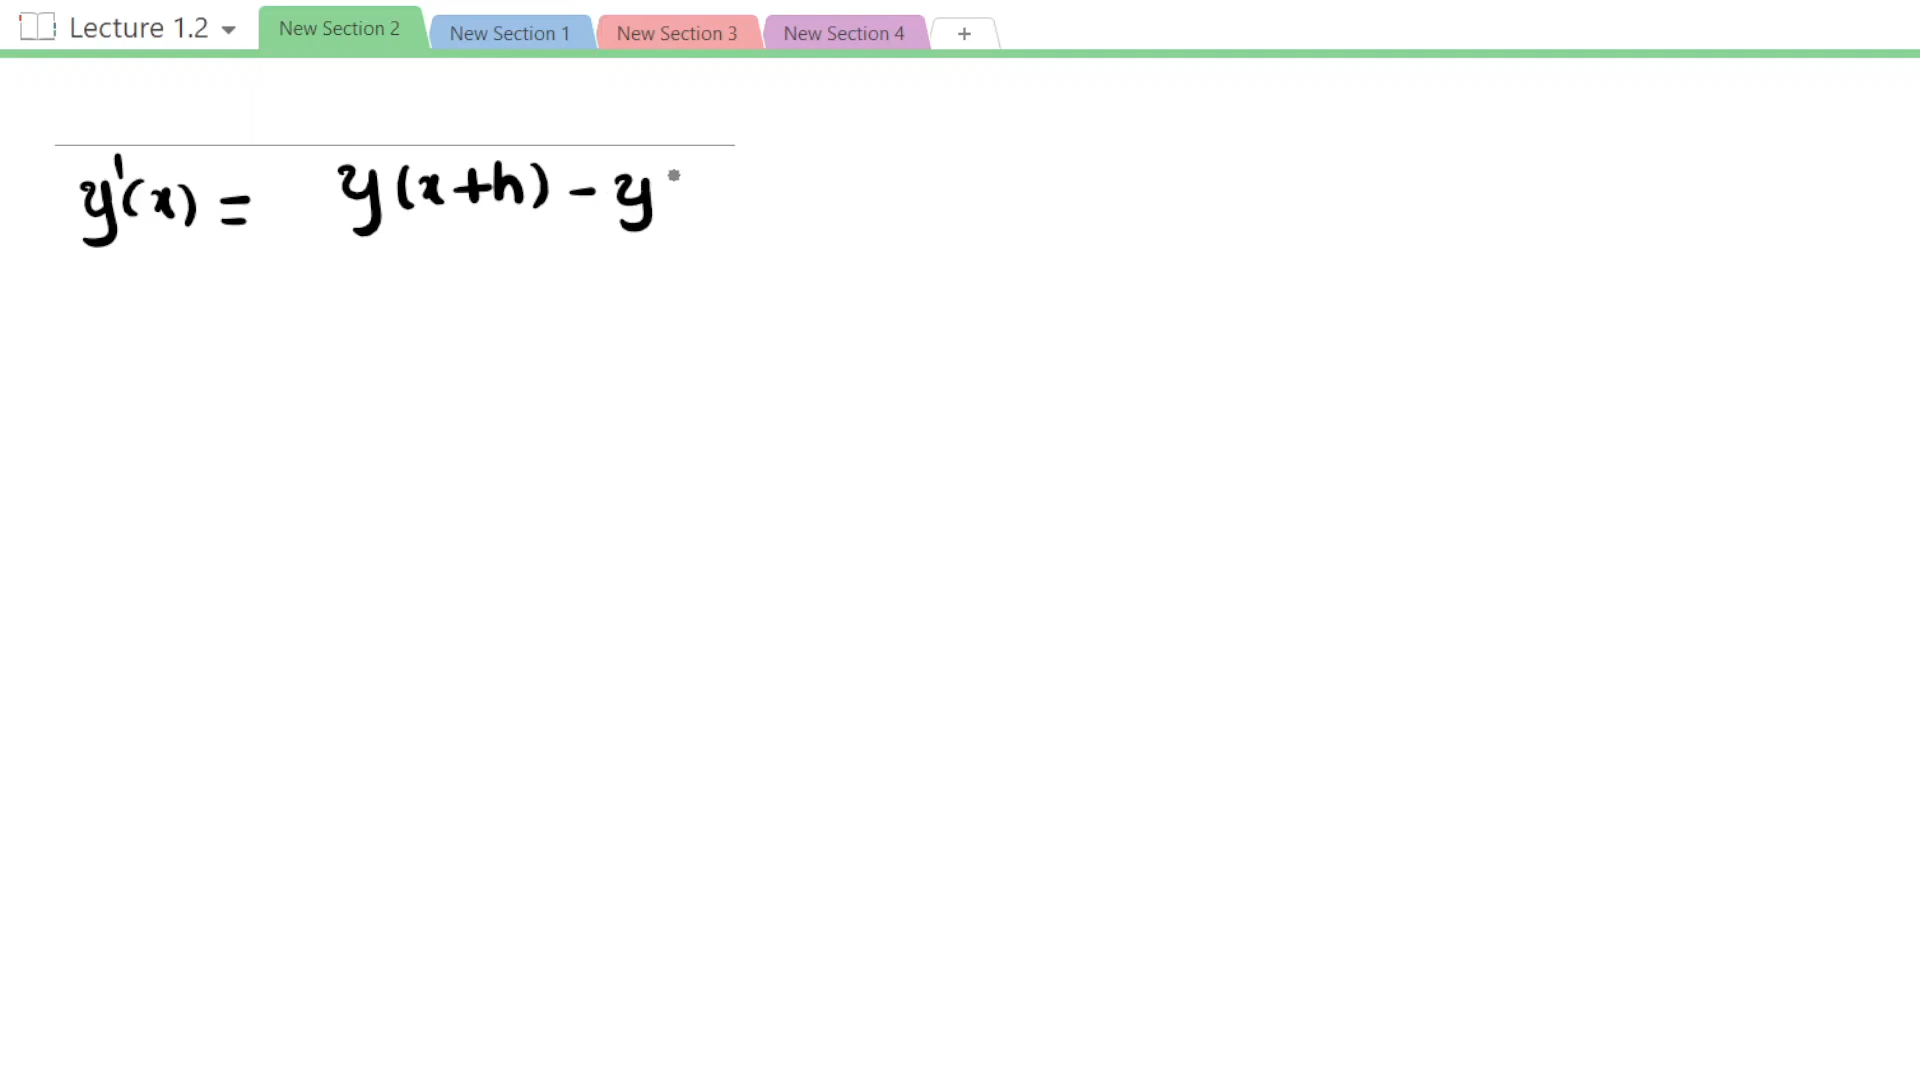 Lecture 1.2 New Section 2 New Section 1 New Section 3 New Section 4 +
y'(x) = y(x+h) - y